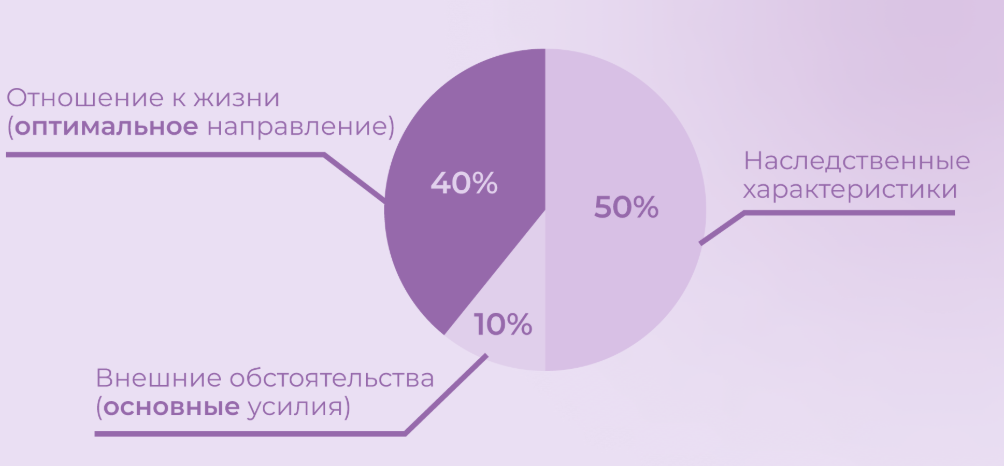 Отношение к жизни
(оптимальное направление)
40%
50%
Наследственные
характеристики
10%
Внешние обстоятельства
(основные усилия)